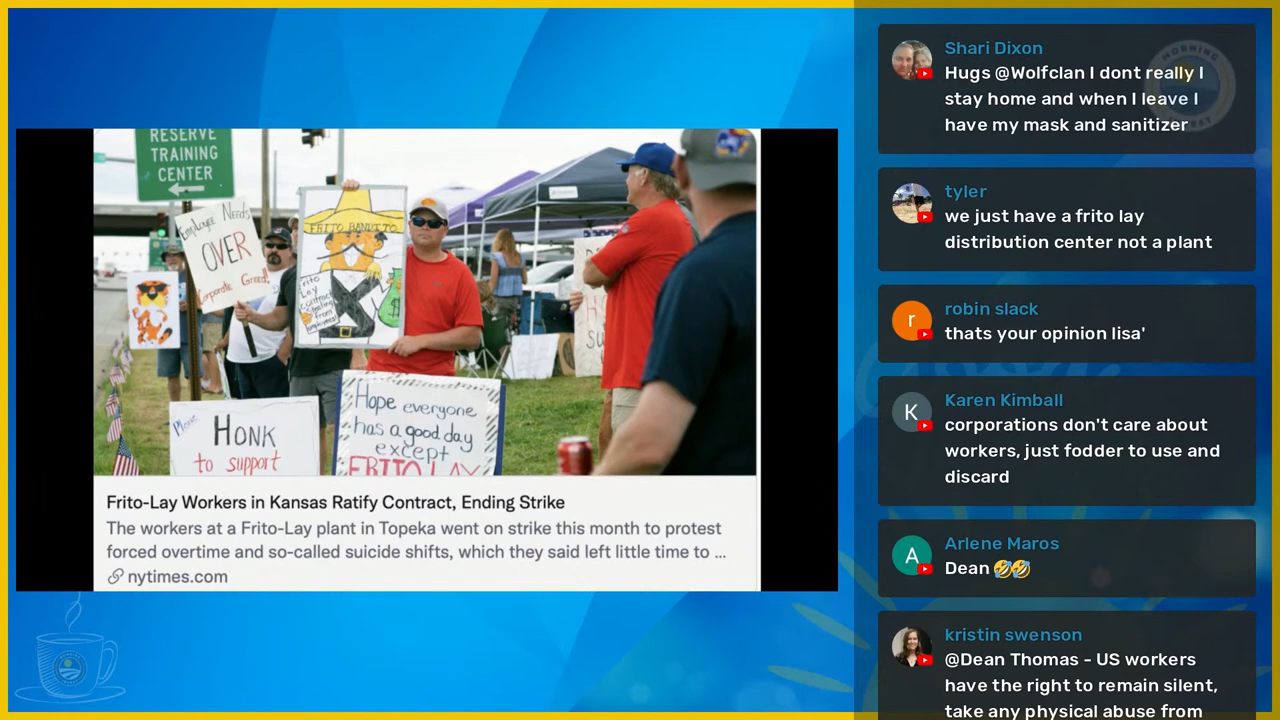 RESERVE
TRAINING
CENTER
Employee Needs
OVER
Corporate Greed!
FRITO BANDITO
Frito
Lay
contract
stealing
from
employees
Please
HONK
to support
Hope everyone
has a good day
except
FRITO LAY
Frito-Lay Workers in Kansas Ratify Contract, Ending Strike
The workers at a Frito-Lay plant in Topeka went on strike this month to protest
forced overtime and so-called suicide shifts, which they said left little time to ...
nytimes.com
MORNING
Shari Dixon
Hugs @Wolfclan I dont really I
stay home and when I leave I
have my mask and sanitizer
tyler
we just have a frito lay
distribution center not a plant
r
robin slack
thats your opinion lisa'
K
Karen Kimball
corporations don't care about
workers, just fodder to use and
discard
A
Arlene Maros
Dean 🤣🤣
kristin swenson
@Dean Thomas - US workers
have the right to remain silent,
take any physical abuse from